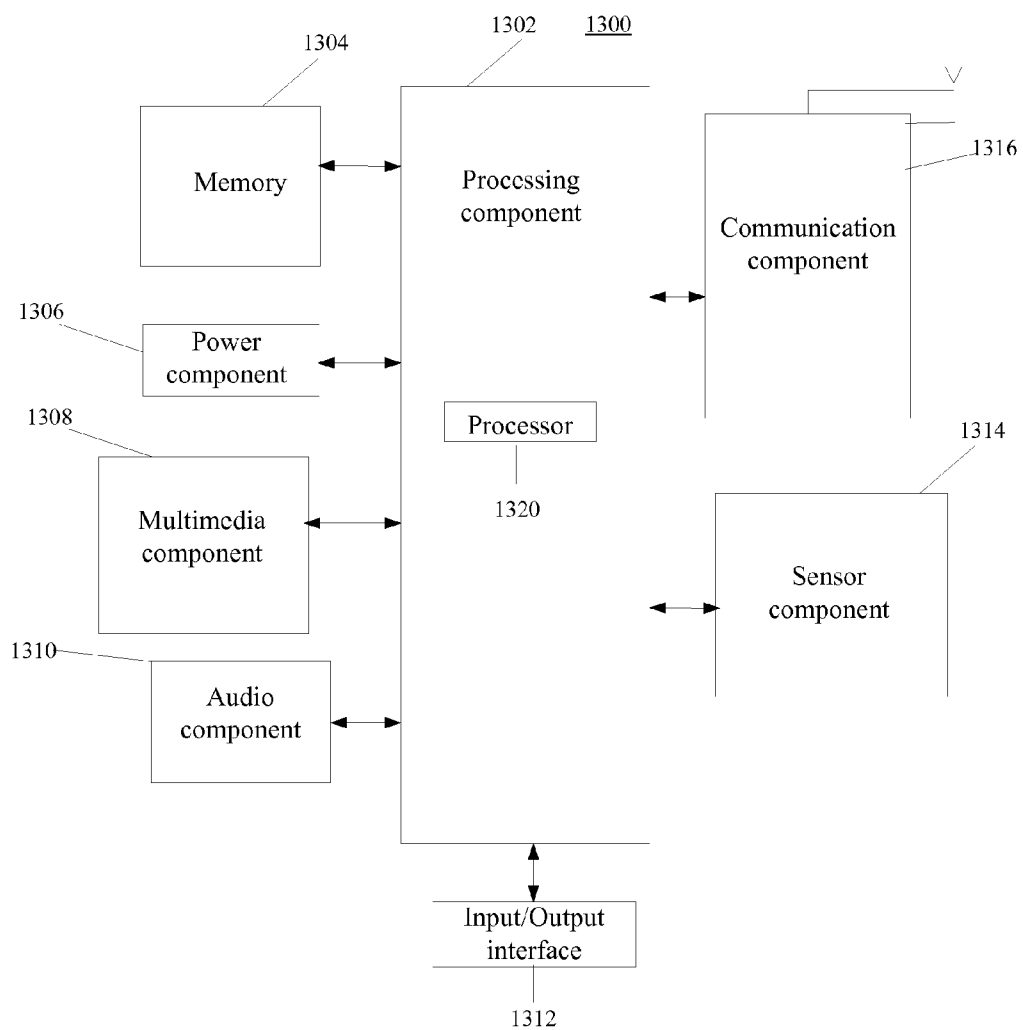 1302
1300
1304
Memory
Processing
component
1316
Communication
component
1306
Power
component
1308
Processor
1314
1320
Multimedia
component
Sensor
component
1310
Audio
component
Input/Output
interface
1312